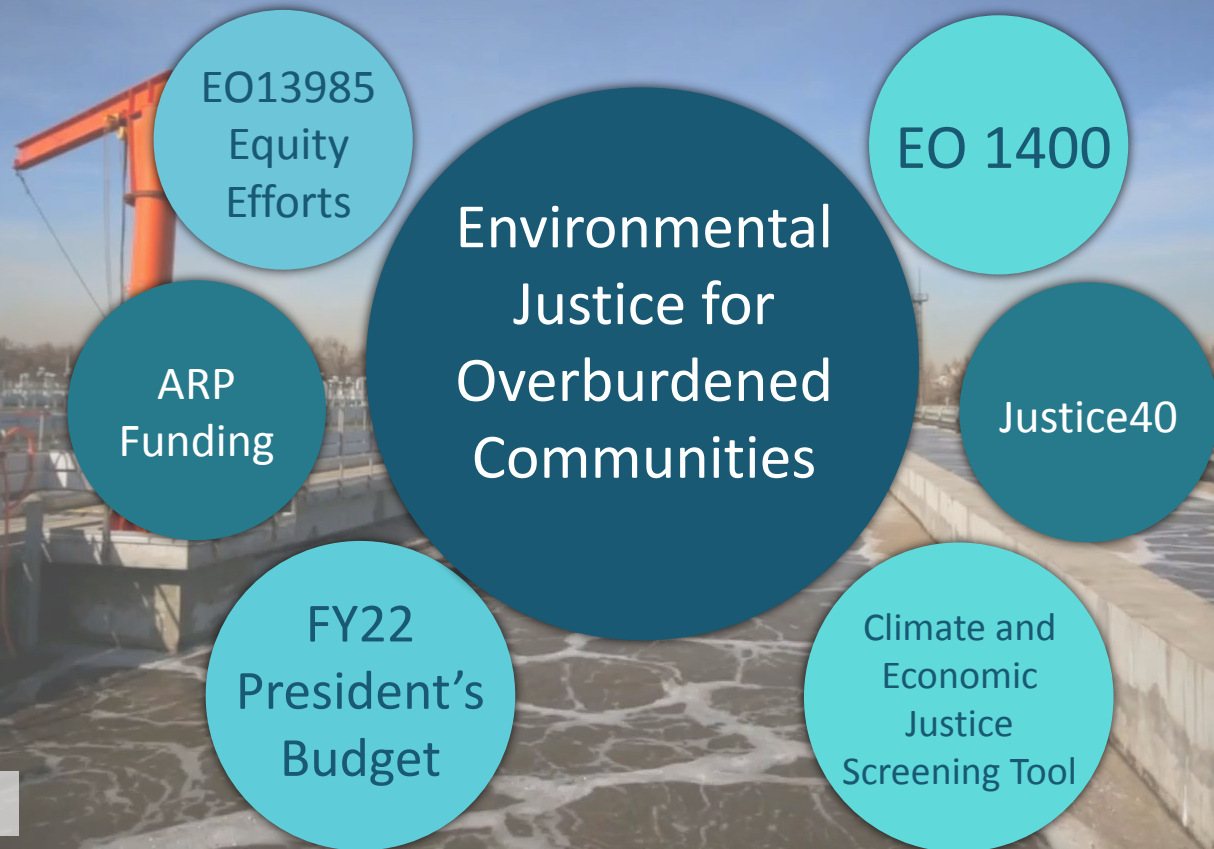 EO13985
Equity
Efforts
EO 1400
Environmental
Justice for
Overburdened
Communities
ARP
Funding
Justice40
FY22
President’s
Budget
Climate and
Economic
Justice
Screening Tool